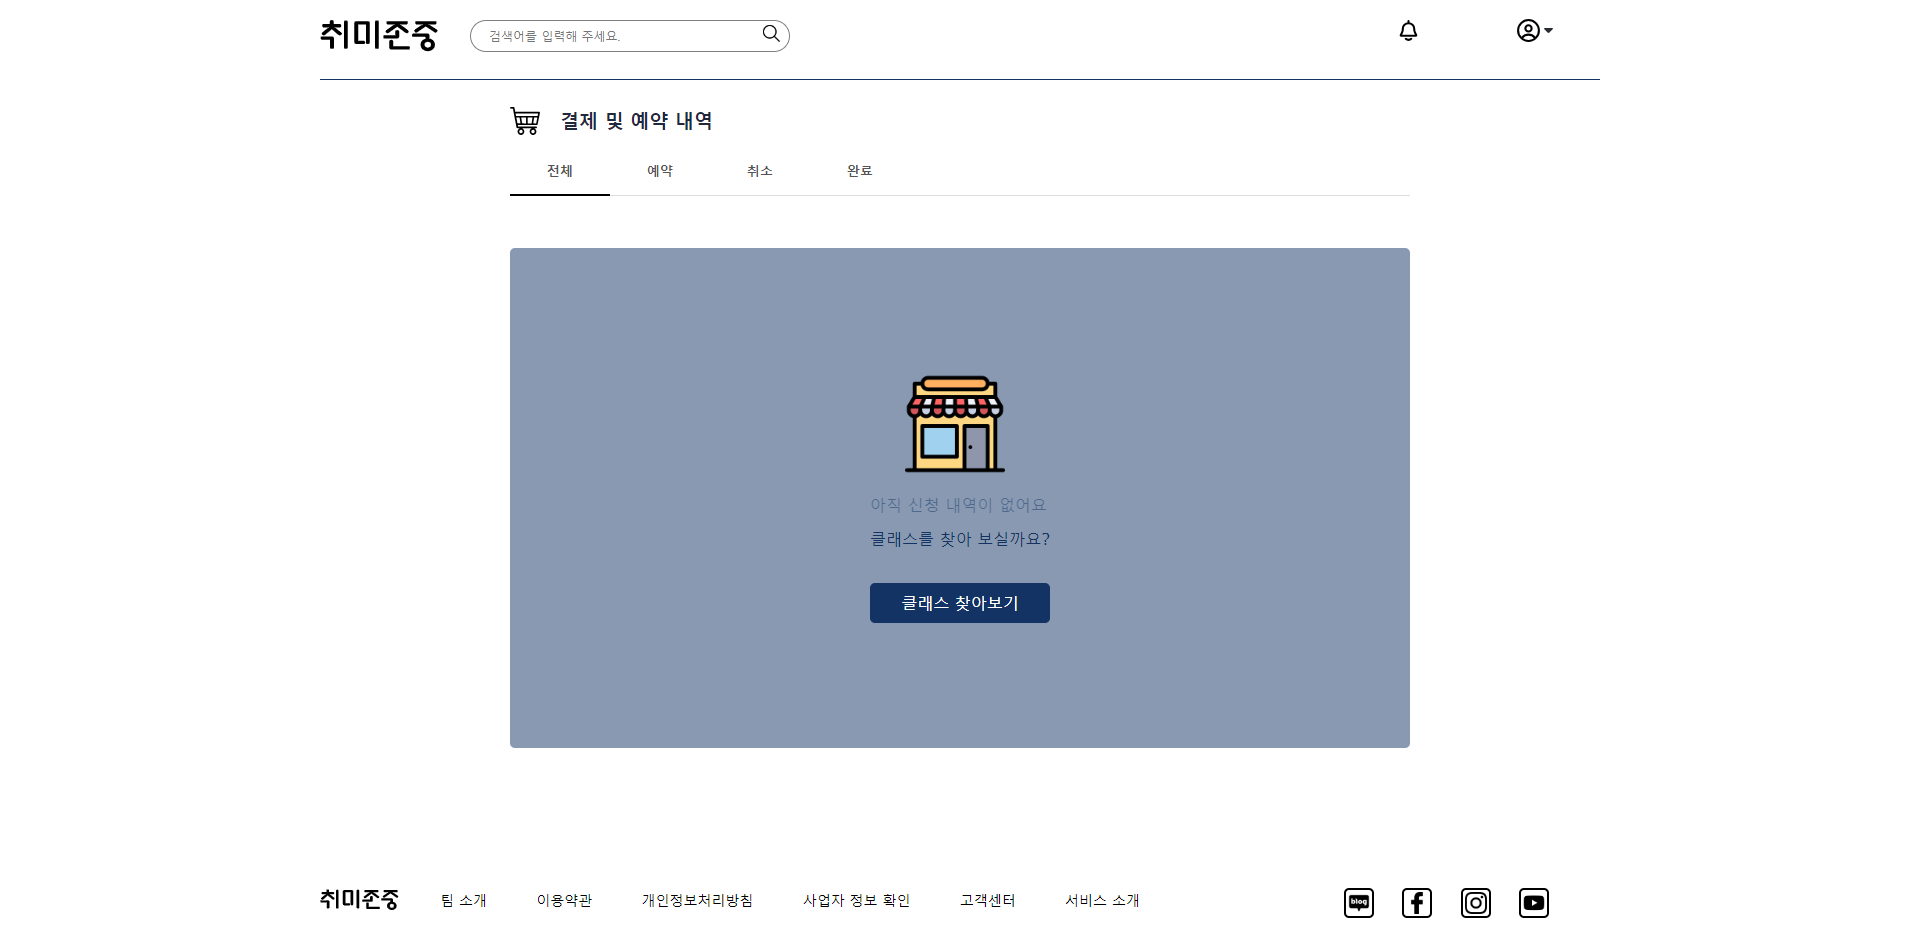 취미존중
검색어를 입력해 주세요.
결제 및 예약 내역
전체 예약 취소 완료
아직 신청 내역이 없어요
클래스를 찾아 보실까요?
클래스 찾아보기
취미존중 팀 소개 이용약관 개인정보처리방침 사업자 정보 확인 고객센터 서비스 소개 blog